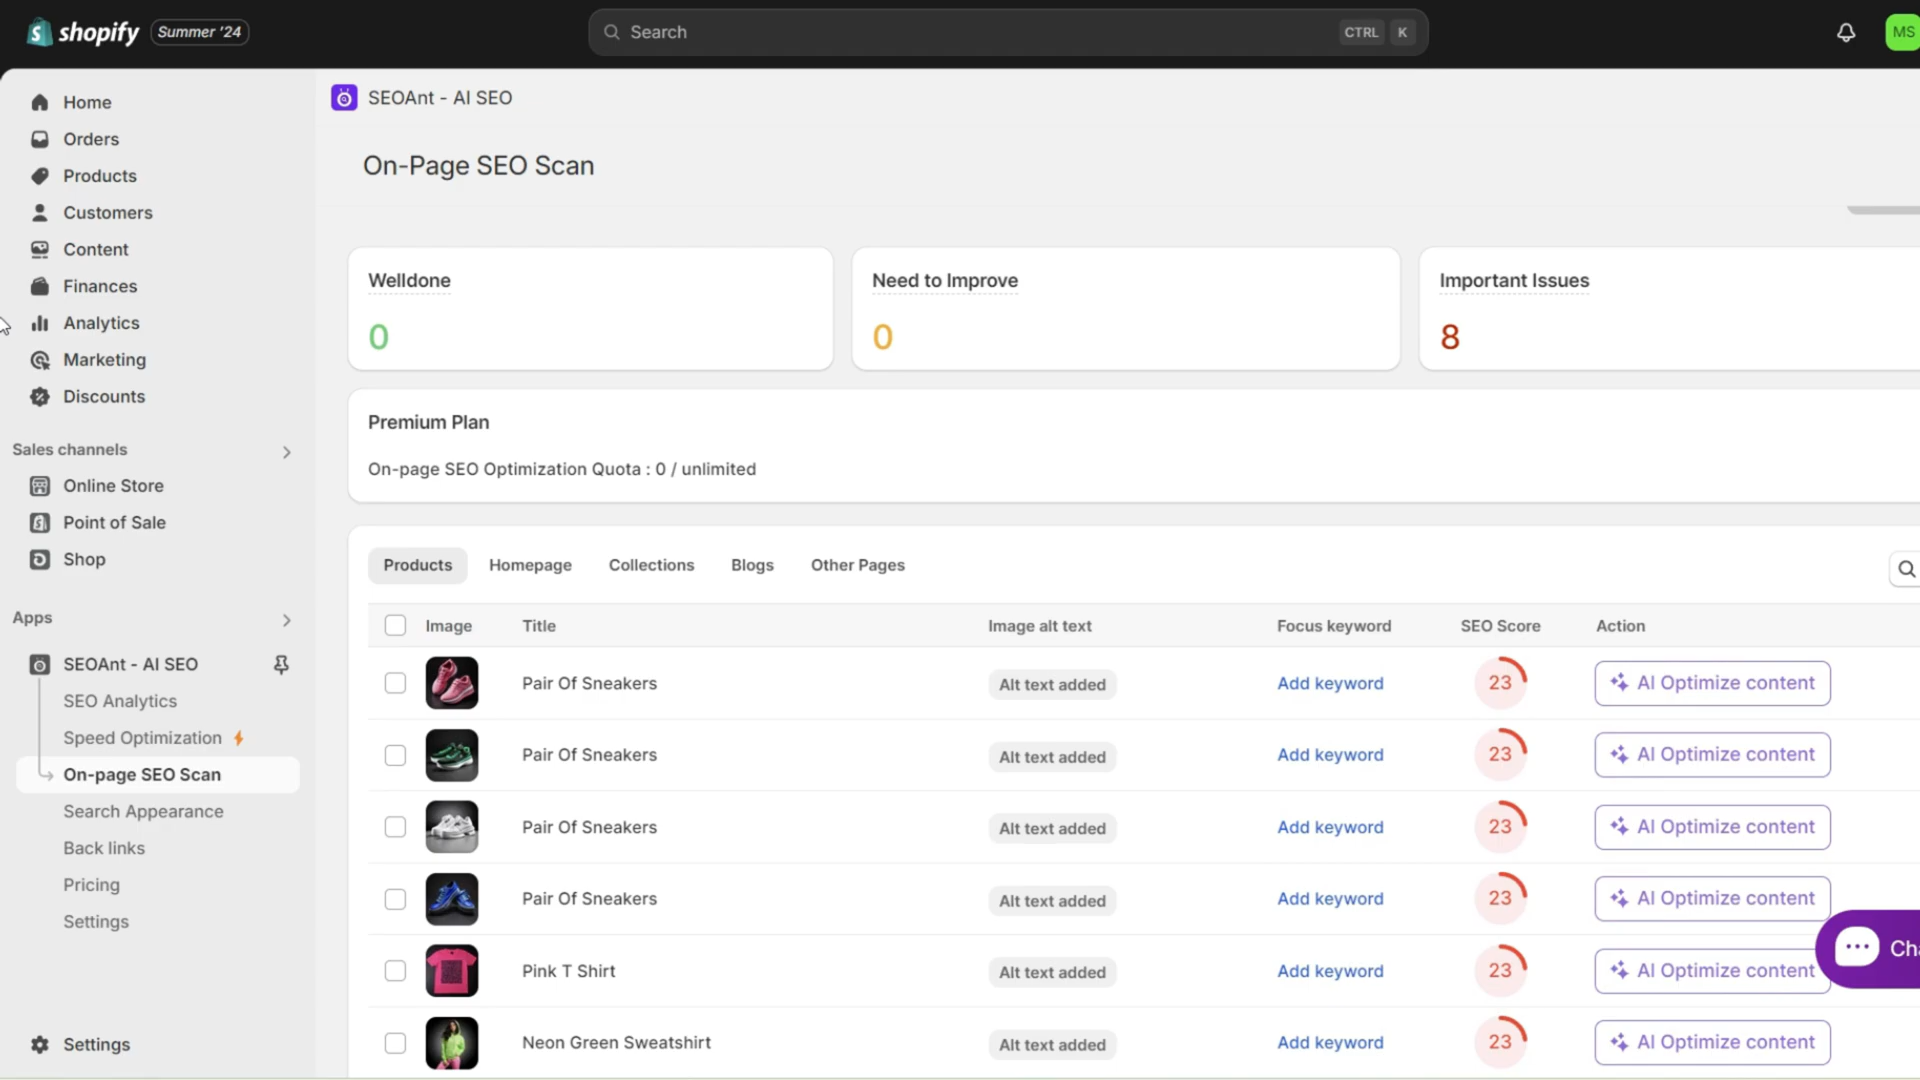 shopify Summer '24
Search CTRL K
MS
Home
Orders
Products
Customers
Content
Finances
Analytics
Marketing
Discounts
Sales channels
Online Store
Point of Sale
Shop
Apps
SEOAnt - AI SEO
SEO Analytics
Speed Optimization
On-page SEO Scan
Search Appearance
Back links
Pricing
Settings
Settings
SEOAnt - AI SEO
On-Page SEO Scan
Welldone
0
Need to Improve
0
Important Issues
8
Premium Plan
On-page SEO Optimization Quota : 0 / unlimited
Products Homepage Collections Blogs Other Pages
Image Title Image alt text Focus keyword SEO Score Action
Pair Of Sneakers Alt text added Add keyword 23 AI Optimize content
Pair Of Sneakers Alt text added Add keyword 23 AI Optimize content
Pair Of Sneakers Alt text added Add keyword 23 AI Optimize content
Pair Of Sneakers Alt text added Add keyword 23 AI Optimize content
Pink T Shirt Alt text added Add keyword 23 AI Optimize content
Neon Green Sweatshirt Alt text added Add keyword 23 AI Optimize content